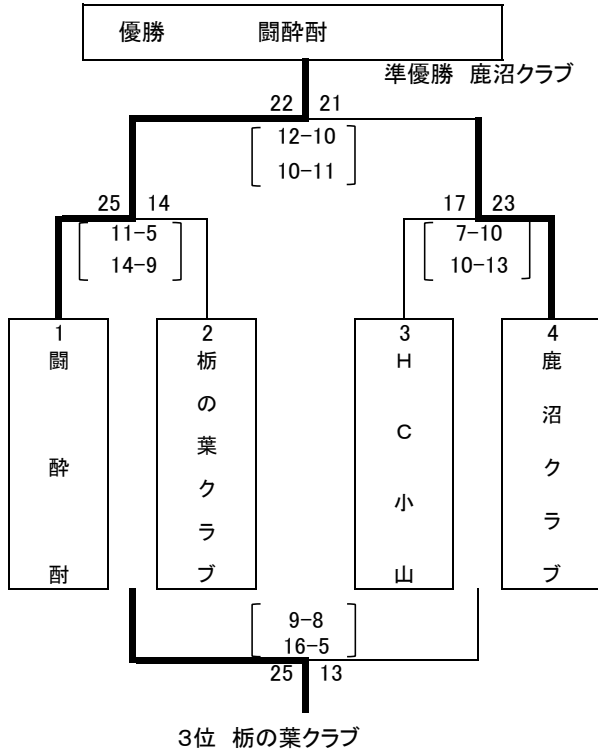 優勝 闘酔酎
準優勝 鹿沼クラブ
22 21
12-10
10-11
25 14
17 23
11-5
14-9
7-10
10-13
1
闘酔酎
2
栃の葉クラブ
3
HC小山
4
鹿沼クラブ
9-8
16-5
25 13
3位 栃の葉クラブ